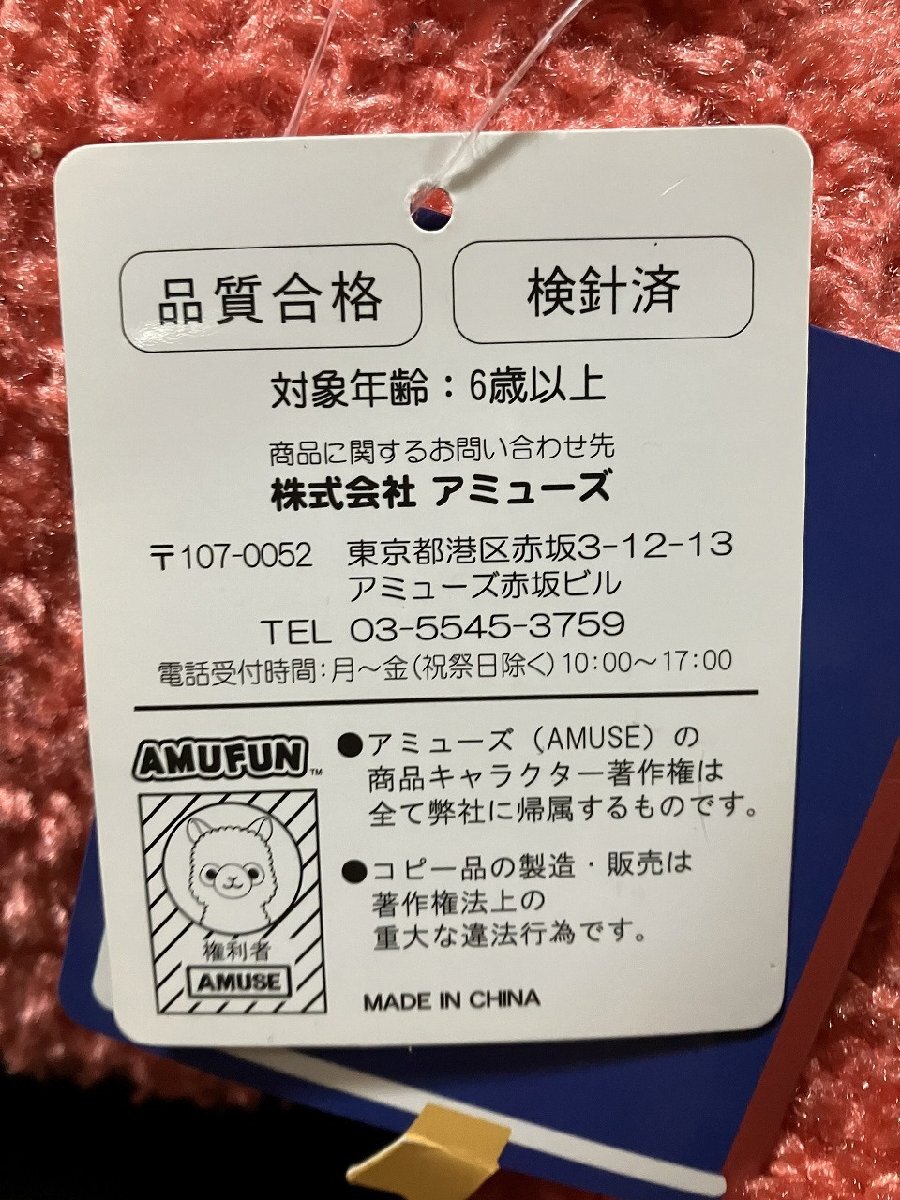 品質合格
検針済
対象年齢：6歳以上
商品に関するお問い合わせ先
株式会社 アミューズ
〒107-0052 東京都港区赤坂3-12-13
アミューズ赤坂ビル
TEL 03-5545-3759
電話受付時間：月～金(祝祭日除く)10：00～17：00
AMUFUN™
権利者
AMUSE
●アミューズ（AMUSE）の
商品キャラクター著作権は
全て弊社に帰属するものです。
●コピー品の製造・販売は
著作権法上の
重大な違法行為です。
MADE IN CHINA